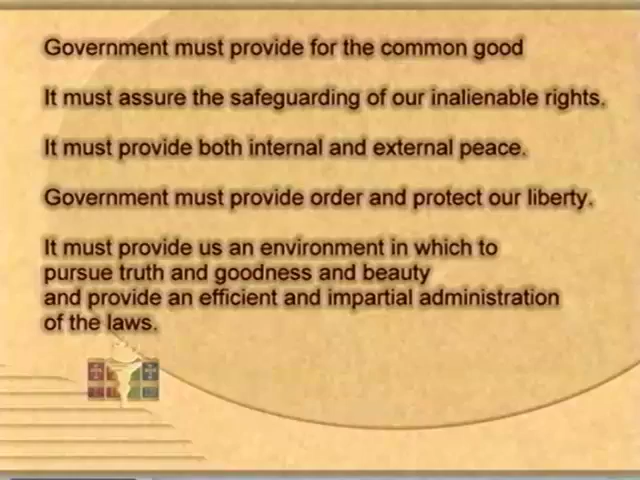 Government must provide for the common good
It must assure the safeguarding of our inalienable rights.
It must provide both internal and external peace.
Government must provide order and protect our liberty.
It must provide us an environment in which to
pursue truth and goodness and beauty
and provide an efficient and impartial administration
of the laws.